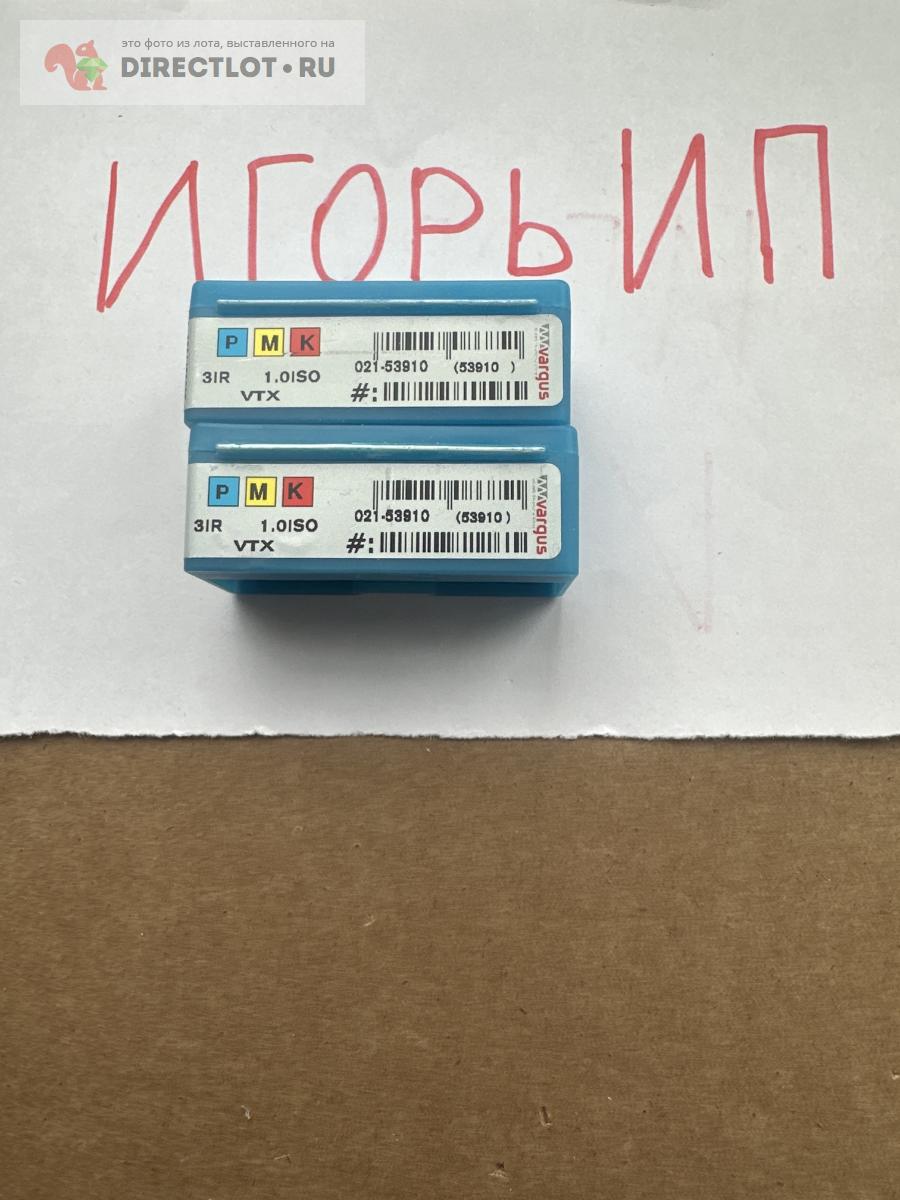 это фото из лота, выставленного на
DIRECTLOT•RU
ИГОРЬ ИП
P M K
021-53910 (53910 )
3IR 1.0ISO
VTX #:
vargus
P M K
021-53910 (53910)
3IR 1.0ISO
VTX #:
vargus